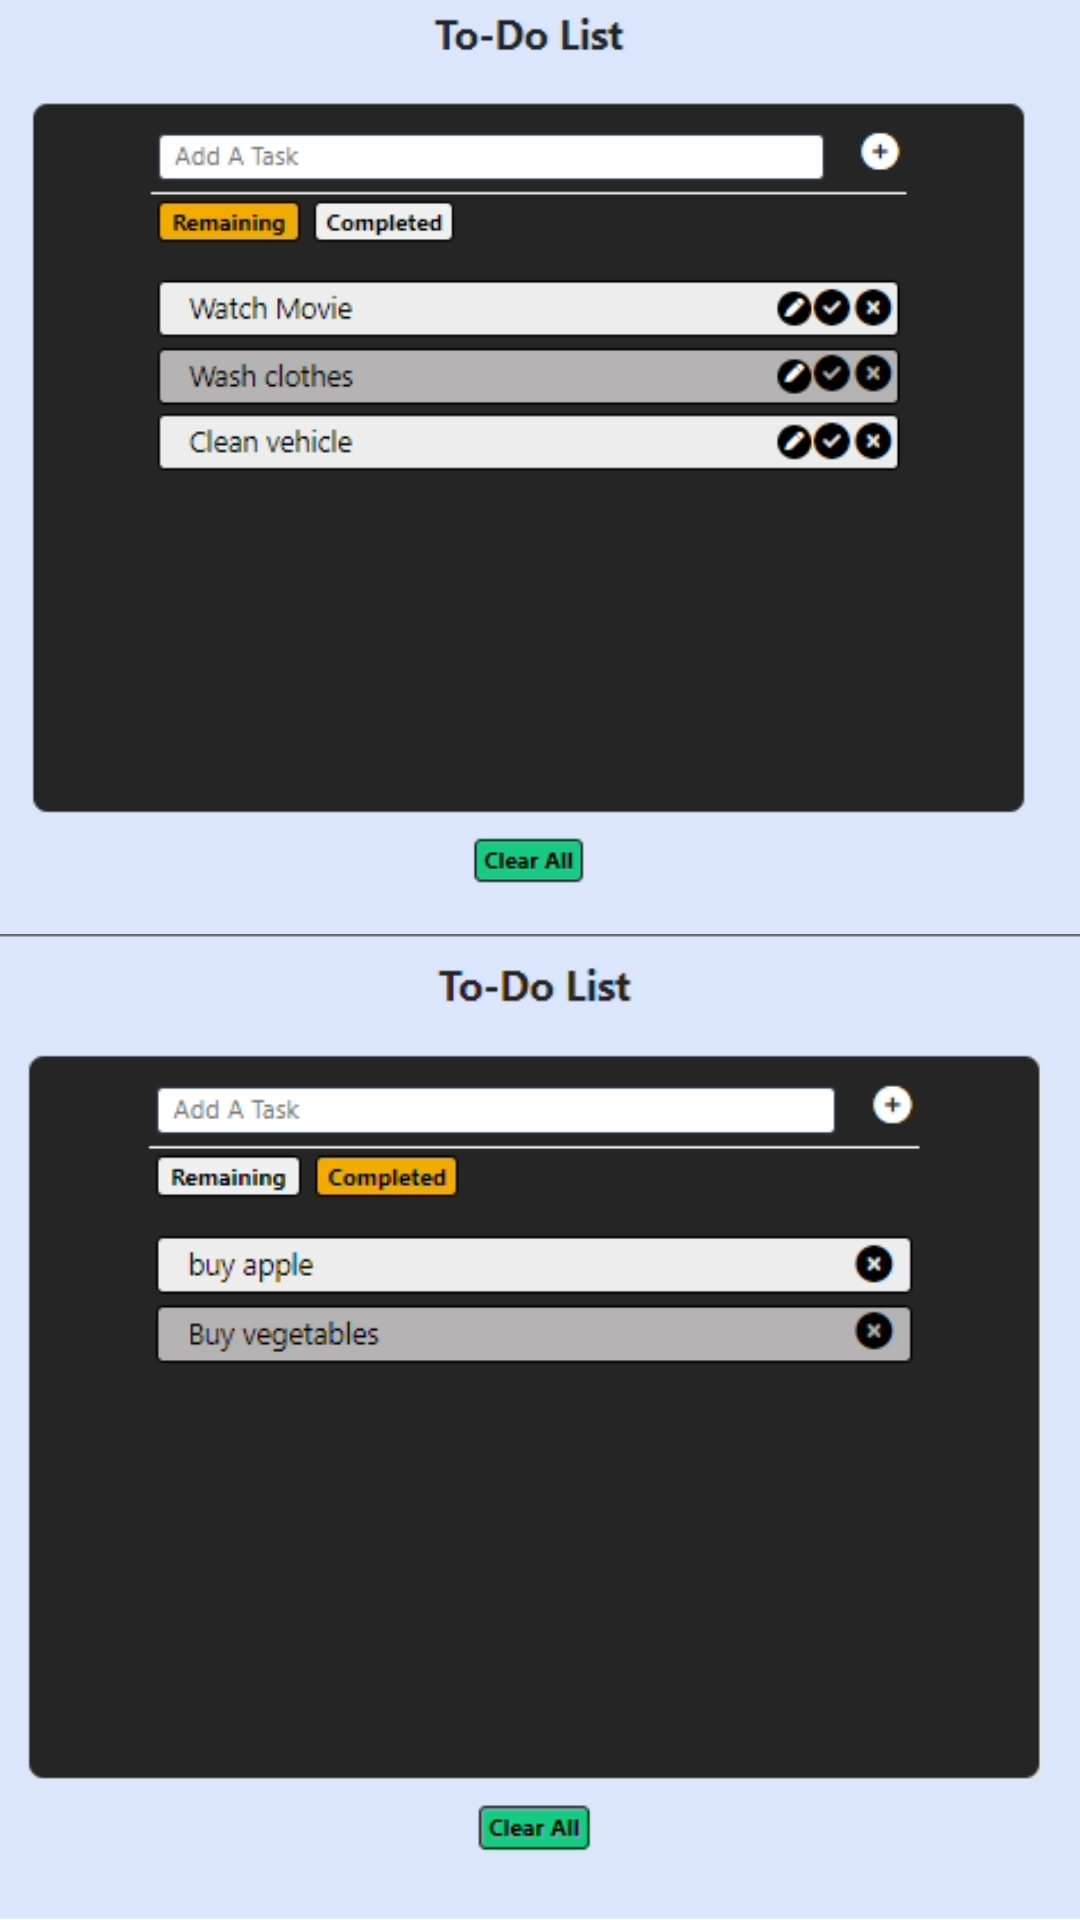 To-Do List
Add A Task
+
Remaining Completed
Watch Movie
Wash clothes
Clean vehicle
Clear All
To-Do List
Add A Task
+
Remaining Completed
buy apple
Buy vegetables
Clear All